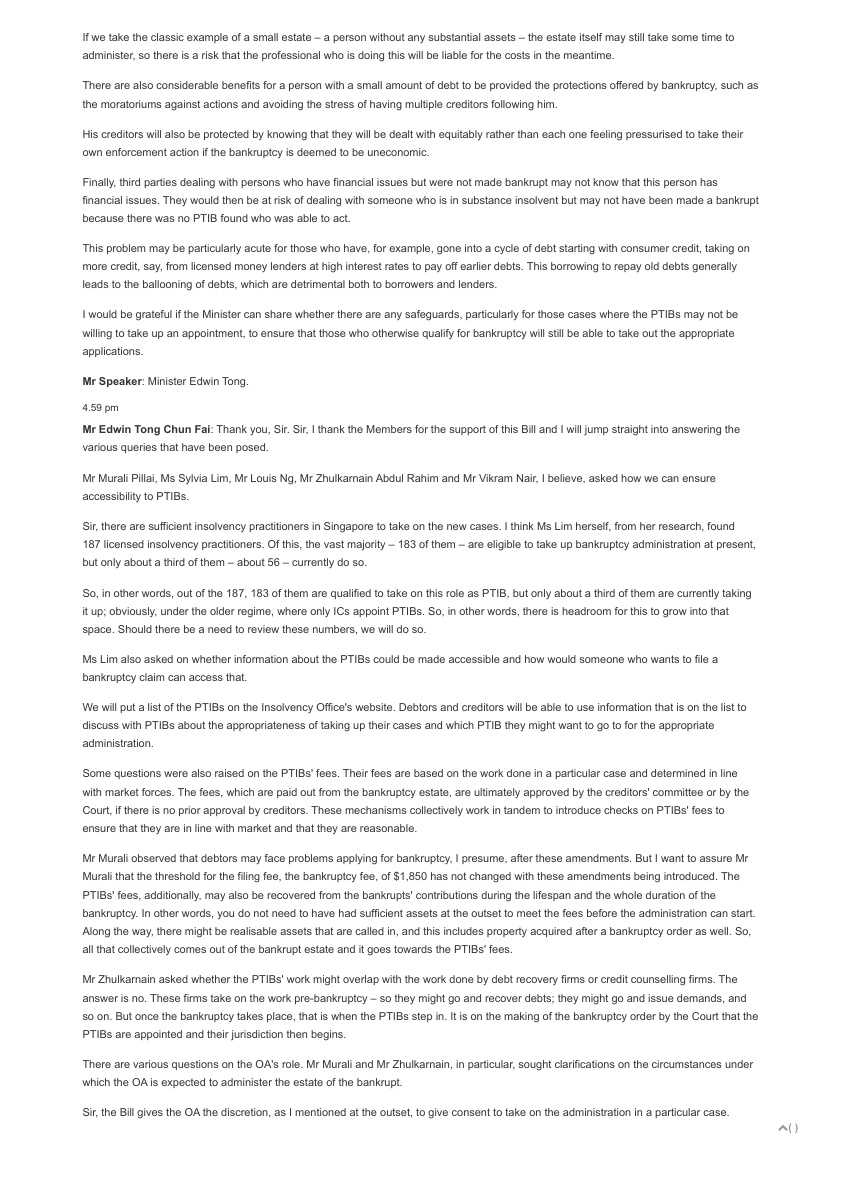 If we take the classic example of a small estate – a person without any substantial assets – the estate itself may still take some time to
administer, so there is a risk that the professional who is doing this will be liable for the costs in the meantime.
There are also considerable benefits for a person with a small amount of debt to be provided the protections offered by bankruptcy, such as
the moratoriums against actions and avoiding the stress of having multiple creditors following him.
His creditors will also be protected by knowing that they will be dealt with equitably rather than each one feeling pressurised to take their
own enforcement action if the bankruptcy is deemed to be uneconomic.
Finally, third parties dealing with persons who have financial issues but were not made bankrupt may not know that this person has
financial issues. They would then be at risk of dealing with someone who is in substance insolvent but may not have been made a bankrupt
because there was no PTIB found who was able to act.
This problem may be particularly acute for those who have, for example, gone into a cycle of debt starting with consumer credit, taking on
more credit, say, from licensed money lenders at high interest rates to pay off earlier debts. This borrowing to repay old debts generally
leads to the ballooning of debts, which are detrimental both to borrowers and lenders.
I would be grateful if the Minister can share whether there are any safeguards, particularly for those cases where the PTIBs may not be
willing to take up an appointment, to ensure that those who otherwise qualify for bankruptcy will still be able to take out the appropriate
applications.
Mr Speaker: Minister Edwin Tong.
4.59 pm
Mr Edwin Tong Chun Fai: Thank you, Sir. Sir, I thank the Members for the support of this Bill and I will jump straight into answering the
various queries that have been posed.
Mr Murali Pillai, Ms Sylvia Lim, Mr Louis Ng, Mr Zhulkarnain Abdul Rahim and Mr Vikram Nair, I believe, asked how we can ensure
accessibility to PTIBs.
Sir, there are sufficient insolvency practitioners in Singapore to take on the new cases. I think Ms Lim herself, from her research, found
187 licensed insolvency practitioners. Of this, the vast majority – 183 of them – are eligible to take up bankruptcy administration at present,
but only about a third of them – about 56 – currently do so.
So, in other words, out of the 187, 183 of them are qualified to take on this role as PTIB, but only about a third of them are currently taking
it up; obviously, under the older regime, where only ICs appoint PTIBs. So, in other words, there is headroom for this to grow into that
space. Should there be a need to review these numbers, we will do so.
Ms Lim also asked on whether information about the PTIBs could be made accessible and how would someone who wants to file a
bankruptcy claim can access that.
We will put a list of the PTIBs on the Insolvency Office's website. Debtors and creditors will be able to use information that is on the list to
discuss with PTIBs about the appropriateness of taking up their cases and which PTIB they might want to go to for the appropriate
administration.
Some questions were also raised on the PTIBs' fees. Their fees are based on the work done in a particular case and determined in line
with market forces. The fees, which are paid out from the bankruptcy estate, are ultimately approved by the creditors' committee or by the
Court, if there is no prior approval by creditors. These mechanisms collectively work in tandem to introduce checks on PTIBs' fees to
ensure that they are in line with market and that they are reasonable.
Mr Murali observed that debtors may face problems applying for bankruptcy, I presume, after these amendments. But I want to assure Mr
Murali that the threshold for the filing fee, the bankruptcy fee, of $1,850 has not changed with these amendments being introduced. The
PTIBs' fees, additionally, may also be recovered from the bankrupts' contributions during the lifespan and the whole duration of the
bankruptcy. In other words, you do not need to have had sufficient assets at the outset to meet the fees before the administration can start.
Along the way, there might be realisable assets that are called in, and this includes property acquired after a bankruptcy order as well. So,
all that collectively comes out of the bankrupt estate and it goes towards the PTIBs' fees.
Mr Zhulkarnain asked whether the PTIBs' work might overlap with the work done by debt recovery firms or credit counselling firms. The
answer is no. These firms take on the work pre-bankruptcy – so they might go and recover debts; they might go and issue demands, and
so on. But once the bankruptcy takes place, that is when the PTIBs step in. It is on the making of the bankruptcy order by the Court that the
PTIBs are appointed and their jurisdiction then begins.
There are various questions on the OA's role. Mr Murali and Mr Zhulkarnain, in particular, sought clarifications on the circumstances under
which the OA is expected to administer the estate of the bankrupt.
Sir, the Bill gives the OA the discretion, as I mentioned at the outset, to give consent to take on the administration in a particular case.
( )